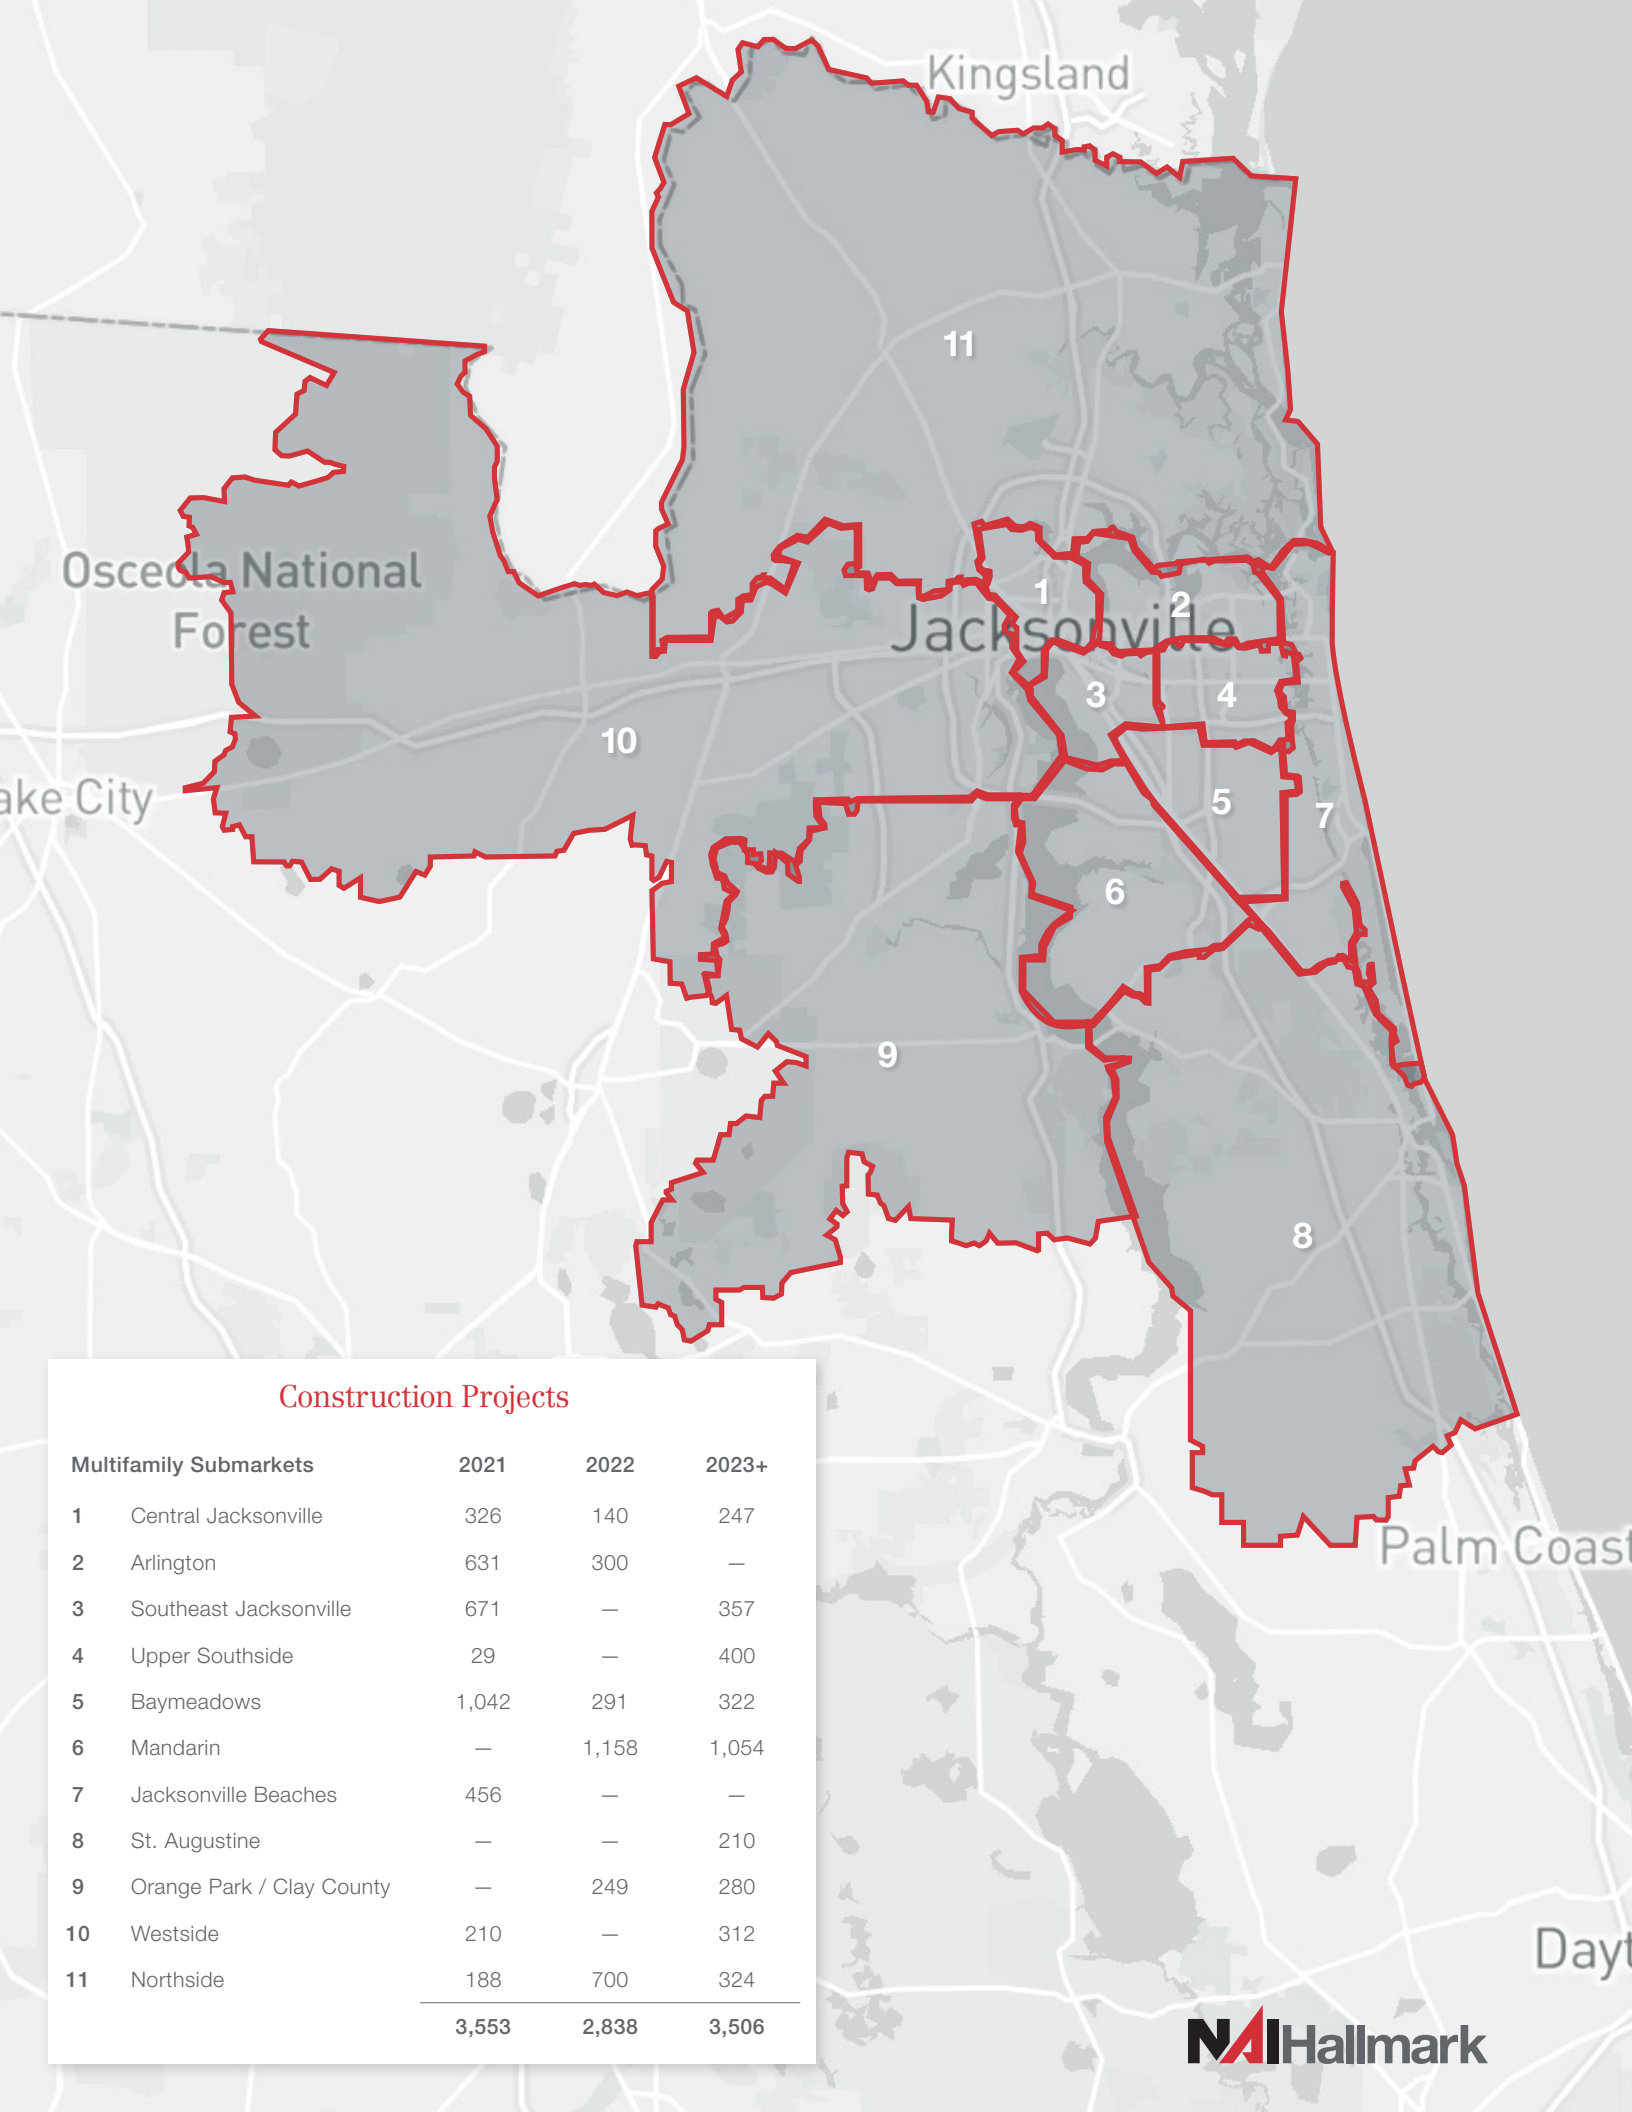 Kingsland
11
Osceola National
Forest
1
2
Jacksonville
3
4
10
ake City
5
7
6
9
8
Construction Projects
Multifamily Submarkets 2021 2022 2023+
1 Central Jacksonville 326 140 247
2 Arlington 631 300 —
3 Southeast Jacksonville 671 — 357
4 Upper Southside 29 — 400
5 Baymeadows 1,042 291 322
6 Mandarin — 1,158 1,054
7 Jacksonville Beaches 456 — —
8 St. Augustine — — 210
9 Orange Park / Clay County — 249 280
10 Westside 210 — 312
11 Northside 188 700 324
3,553 2,838 3,506
Palm Coast
Dayt
NAIHallmark